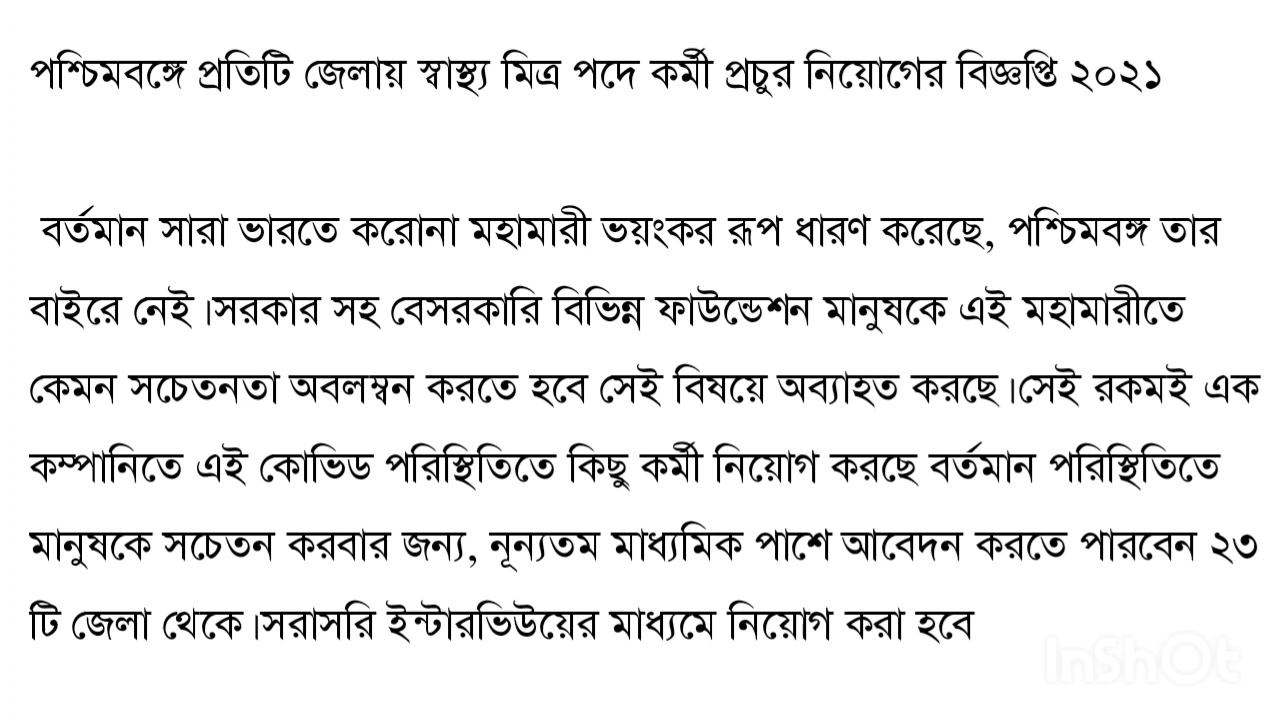 পশ্চিমবঙ্গে প্রতিটি জেলায় স্বাস্থ্য মিত্র পদে কর্মী প্রচুর নিয়োগের বিজ্ঞপ্তি ২০২১
বর্তমান সারা ভারতে করোনা মহামারী ভয়ংকর রূপ ধারণ করেছে, পশ্চিমবঙ্গ তার
বাইরে নেই।সরকার সহ বেসরকারি বিভিন্ন ফাউন্ডেশন মানুষকে এই মহামারীতে
কেমন সচেতনতা অবলম্বন করতে হবে সেই বিষয়ে অব্যাহত করছে।সেই রকমই এক
কম্পানিতে এই কোভিড পরিস্থিতিতে কিছু কর্মী নিয়োগ করছে বর্তমান পরিস্থিতিতে
মানুষকে সচেতন করবার জন্য, নূন্যতম মাধ্যমিক পাশে আবেদন করতে পারবেন ২৩
টি জেলা থেকে।সরাসরি ইন্টারভিউয়ের মাধ্যমে নিয়োগ করা হবে
InShOt